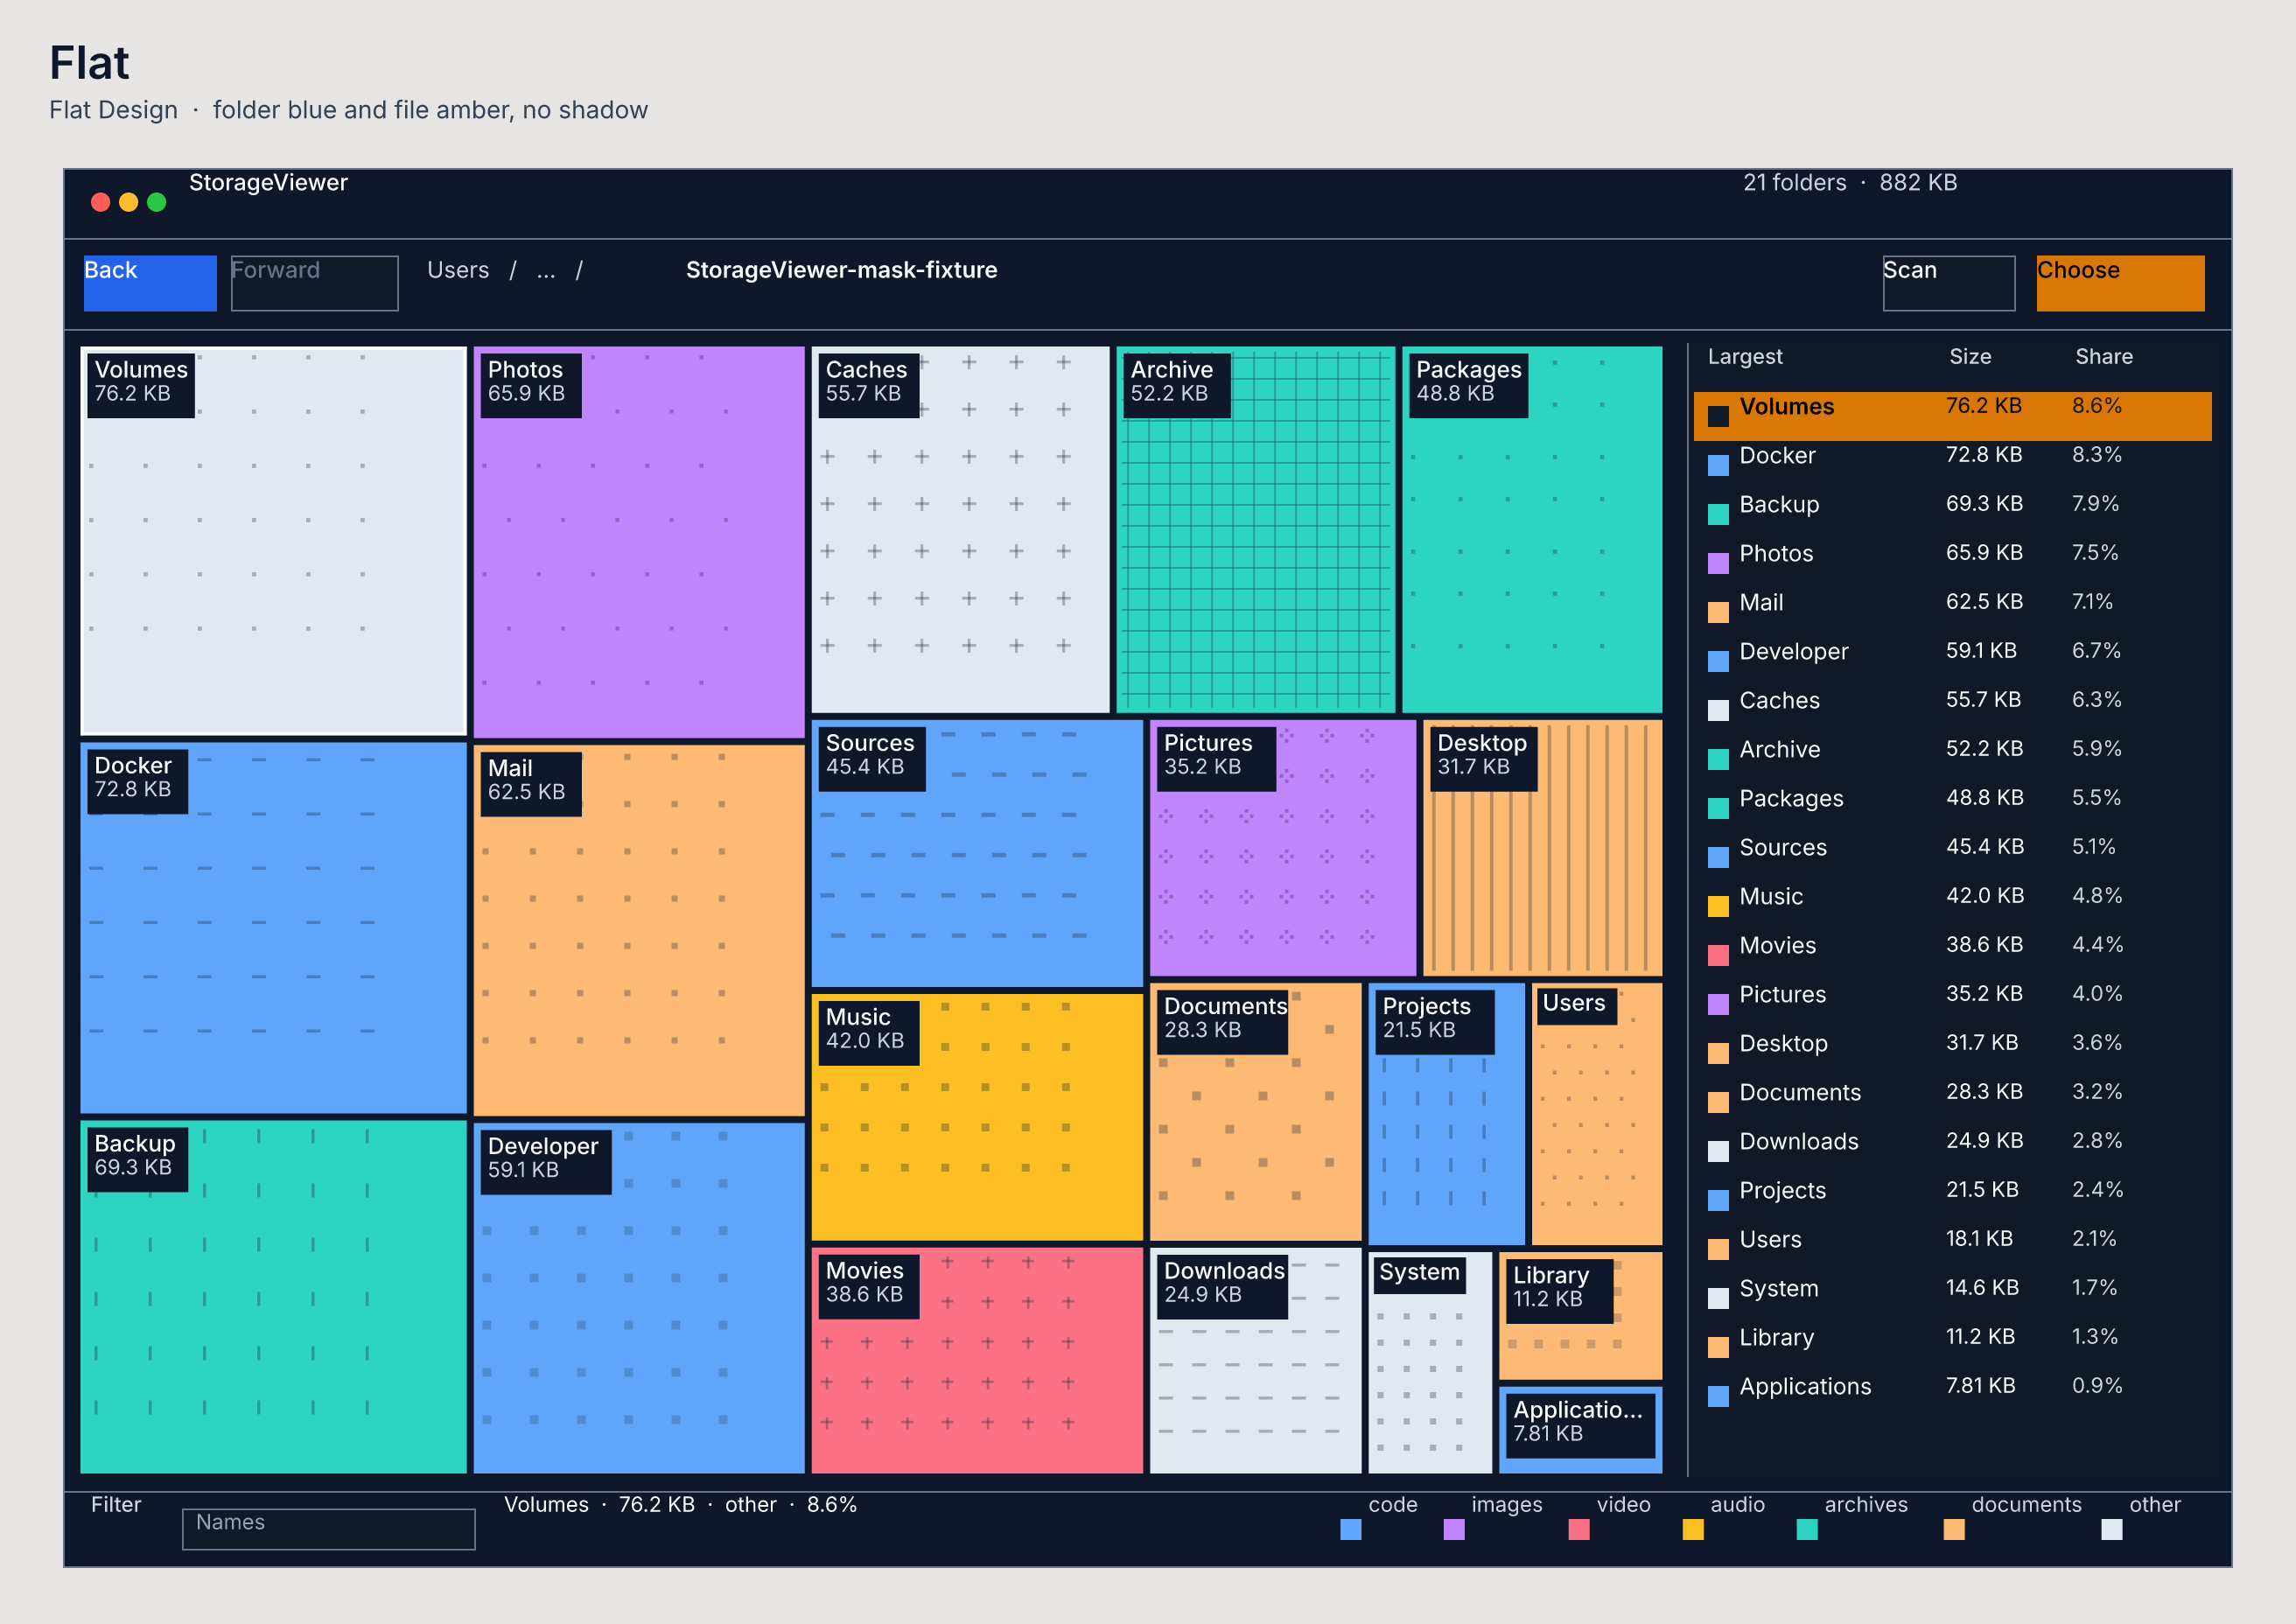 Flat
Flat Design · folder blue and file amber, no shadow
StorageViewer
21 folders · 882 KB
Back
Forward
Users / ... / StorageViewer-mask-fixture
Scan
Choose
Volumes
76.2 KB
Photos
65.9 KB
Caches
55.7 KB
Archive
52.2 KB
Packages
48.8 KB
Docker
72.8 KB
Mail
62.5 KB
Sources
45.4 KB
Pictures
35.2 KB
Desktop
31.7 KB
Backup
69.3 KB
Developer
59.1 KB
Music
42.0 KB
Documents
28.3 KB
Projects
21.5 KB
Users
Movies
38.6 KB
Downloads
24.9 KB
System
Library
11.2 KB
Applicatio...
7.81 KB
Largest Size Share
Volumes 76.2 KB 8.6%
Docker 72.8 KB 8.3%
Backup 69.3 KB 7.9%
Photos 65.9 KB 7.5%
Mail 62.5 KB 7.1%
Developer 59.1 KB 6.7%
Caches 55.7 KB 6.3%
Archive 52.2 KB 5.9%
Packages 48.8 KB 5.5%
Sources 45.4 KB 5.1%
Music 42.0 KB 4.8%
Movies 38.6 KB 4.4%
Pictures 35.2 KB 4.0%
Desktop 31.7 KB 3.6%
Documents 28.3 KB 3.2%
Downloads 24.9 KB 2.8%
Projects 21.5 KB 2.4%
Users 18.1 KB 2.1%
System 14.6 KB 1.7%
Library 11.2 KB 1.3%
Applications 7.81 KB 0.9%
Filter
Names
Volumes · 76.2 KB · other · 8.6%
code images video audio archives documents other